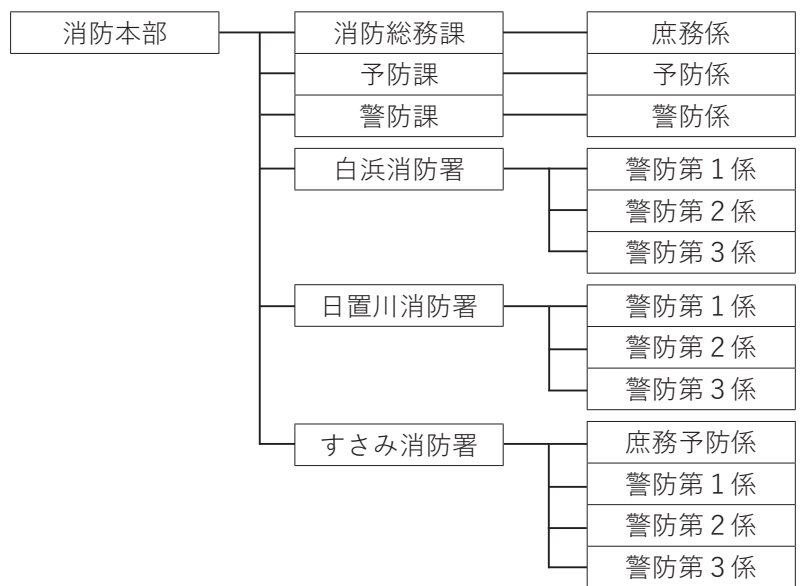 消防本部
消防総務課
庶務係
予防課
予防係
警防課
警防係
白浜消防署
警防第1係
警防第2係
警防第3係
日置川消防署
警防第1係
警防第2係
警防第3係
すさみ消防署
庶務予防係
警防第1係
警防第2係
警防第3係